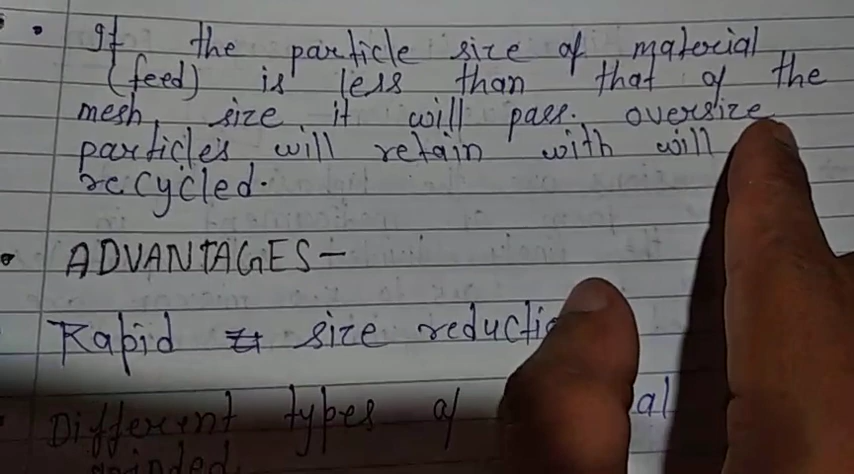 • If the particle size of material
(feed) is less than that of the
mesh size it will pass. oversize
particles will retain with will
recycled.
• ADVANTAGES –
Rapid size reducti
• Different types of al
grinded